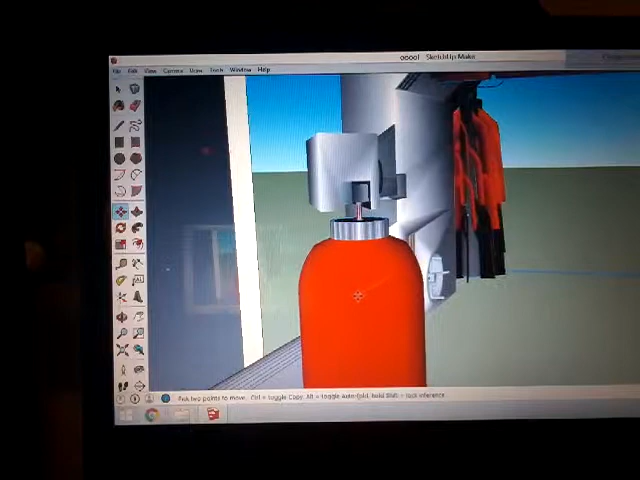 oooo! SketchUp Make
File Edit View Camera Draw Tools Window Help
Pick two points to move. Ctrl = toggle Copy, Alt = toggle Autofold, hold Shift = lock inference.